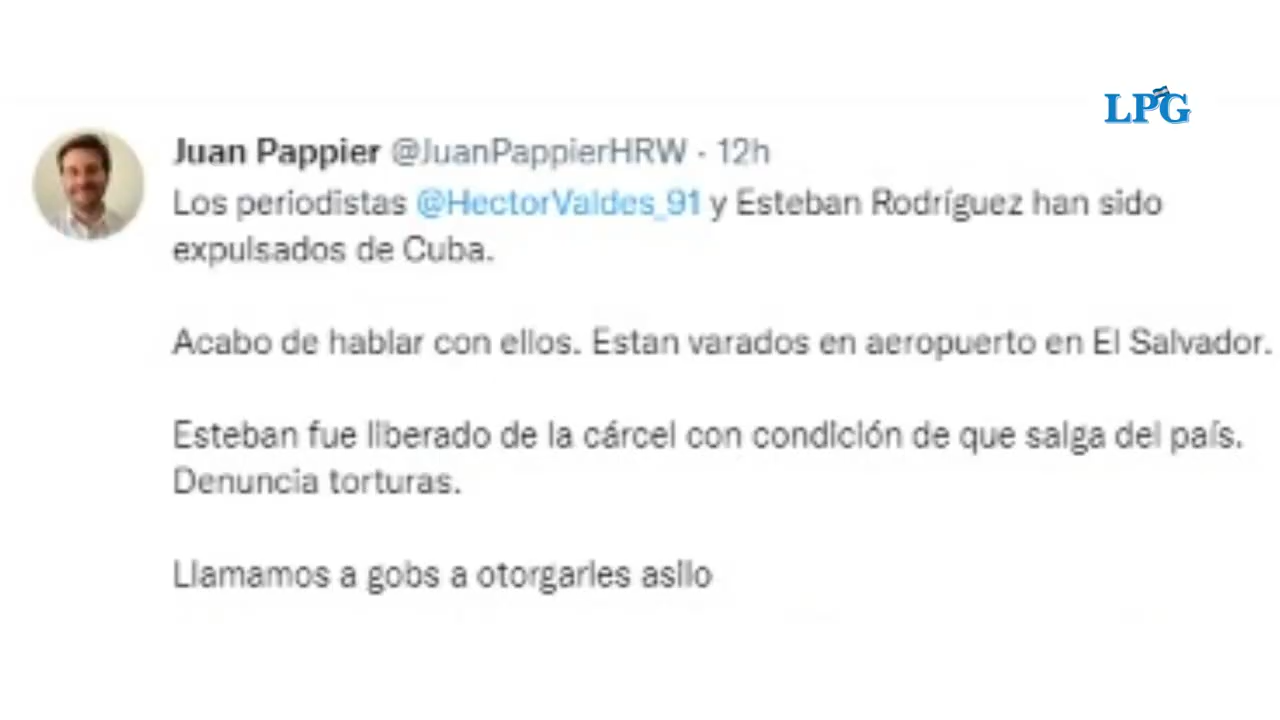 LPG
Juan Pappier @JuanPappierHRW · 12h
Los periodistas @HectorValdes_91 y Esteban Rodríguez han sido
expulsados de Cuba.
Acabo de hablar con ellos. Estan varados en aeropuerto en El Salvador.
Esteban fue liberado de la cárcel con condición de que salga del país.
Denuncia torturas.
Llamamos a gobs a otorgarles asilo